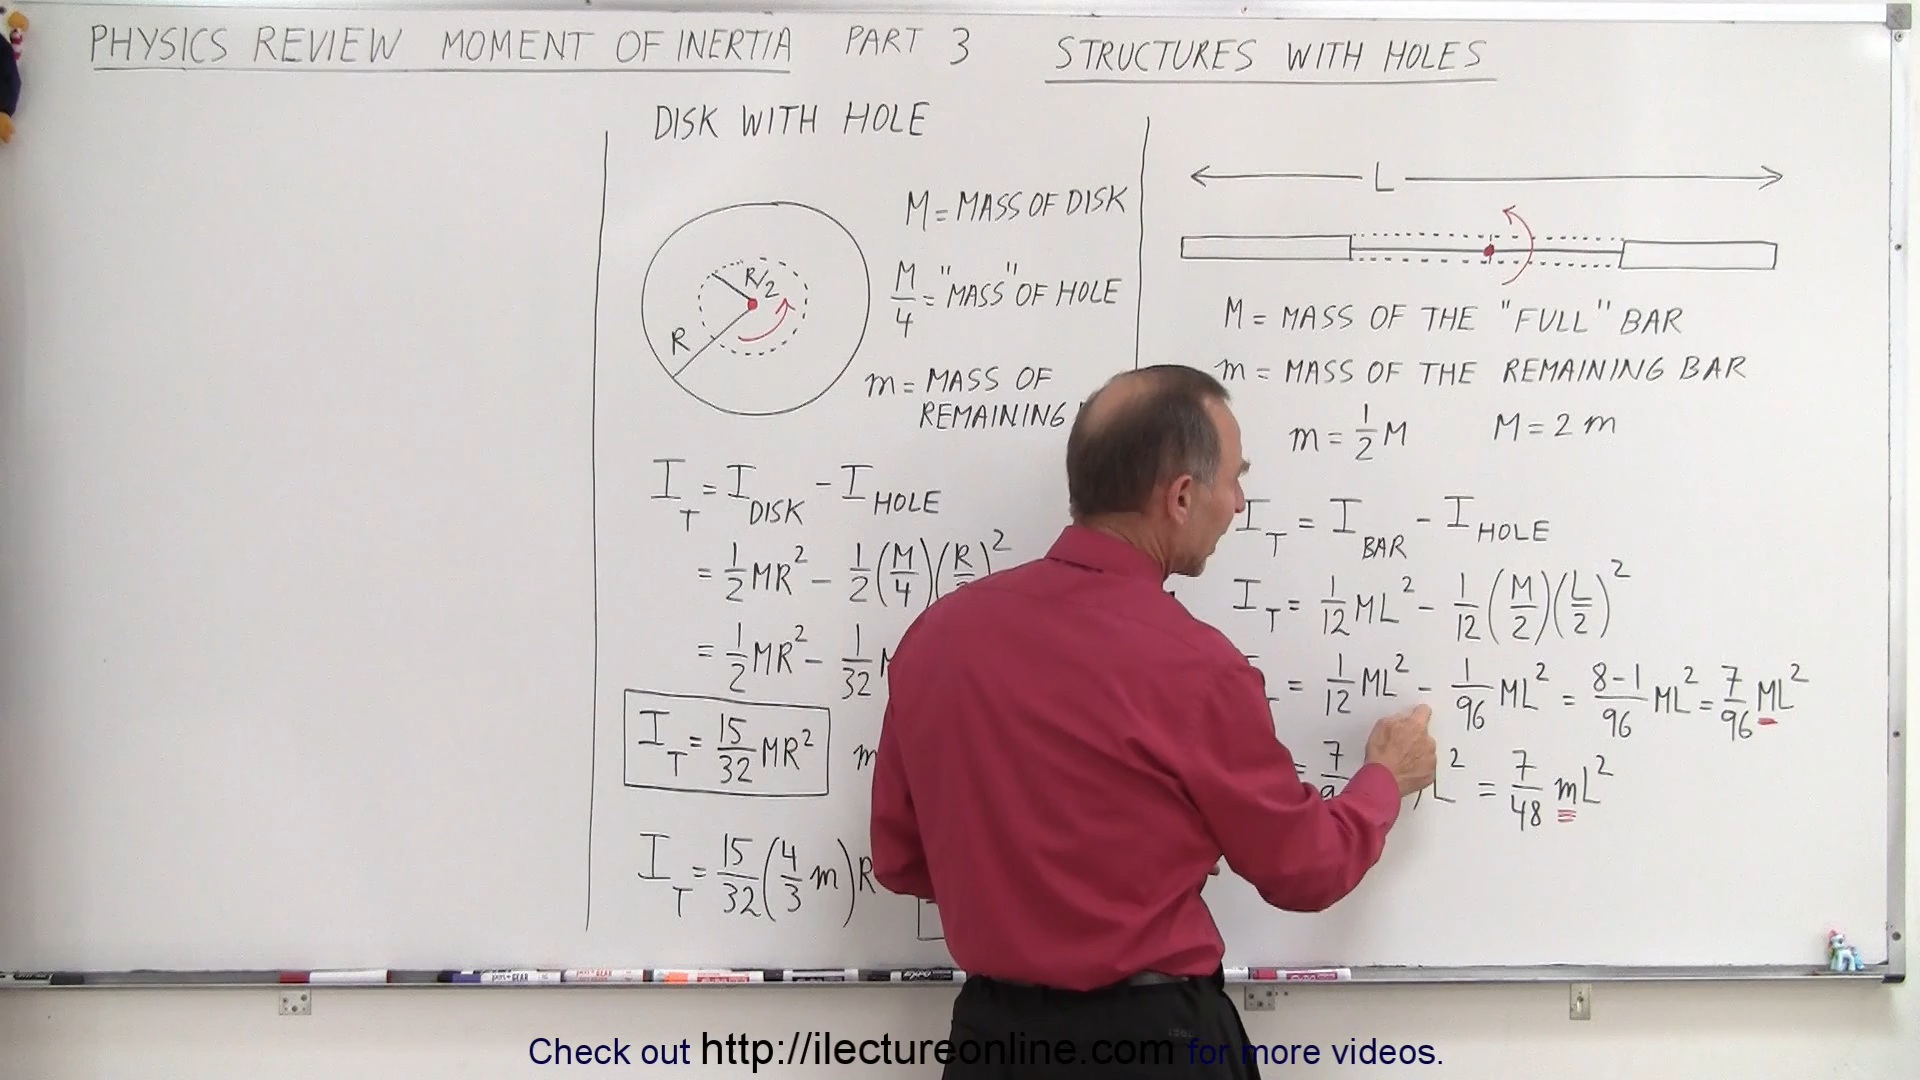 PHYSICS REVIEW MOMENT OF INERTIA PART 3 STRUCTURES WITH HOLES
DISK WITH HOLE
M = MASS OF DISK
R/2
R
M/4 = "MASS" OF HOLE
m = MASS OF
REMAINING
I_T = I_DISK - I_HOLE
= 1/2 MR² - 1/2 (M/4)(R/
)²
= 1/2 MR² - 1/32
I_T = 15/32 MR²
m
I_T = 15/32 (4/3 m) R
L
M = MASS OF THE "FULL" BAR
m = MASS OF THE REMAINING BAR
m = 1/2 M M = 2 m
I_T = I_BAR - I_HOLE
I_T = 1/12 ML² - 1/12 (M/2)(L/2)²
= 1/12 ML² - 1/96 ML² = 8-1/96 ML² = 7/96 ML²
= 7/9 L² = 7/48 mL²
EXPO
Check out http://ilectureonline.com for more videos.